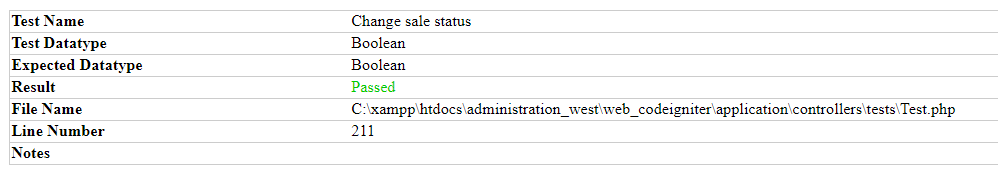 Test Name Change sale status
Test Datatype Boolean
Expected Datatype Boolean
Result Passed
File Name C:\xampp\htdocs\administration_west\web_codeigniter\application\controllers\tests\Test.php
Line Number 211
Notes